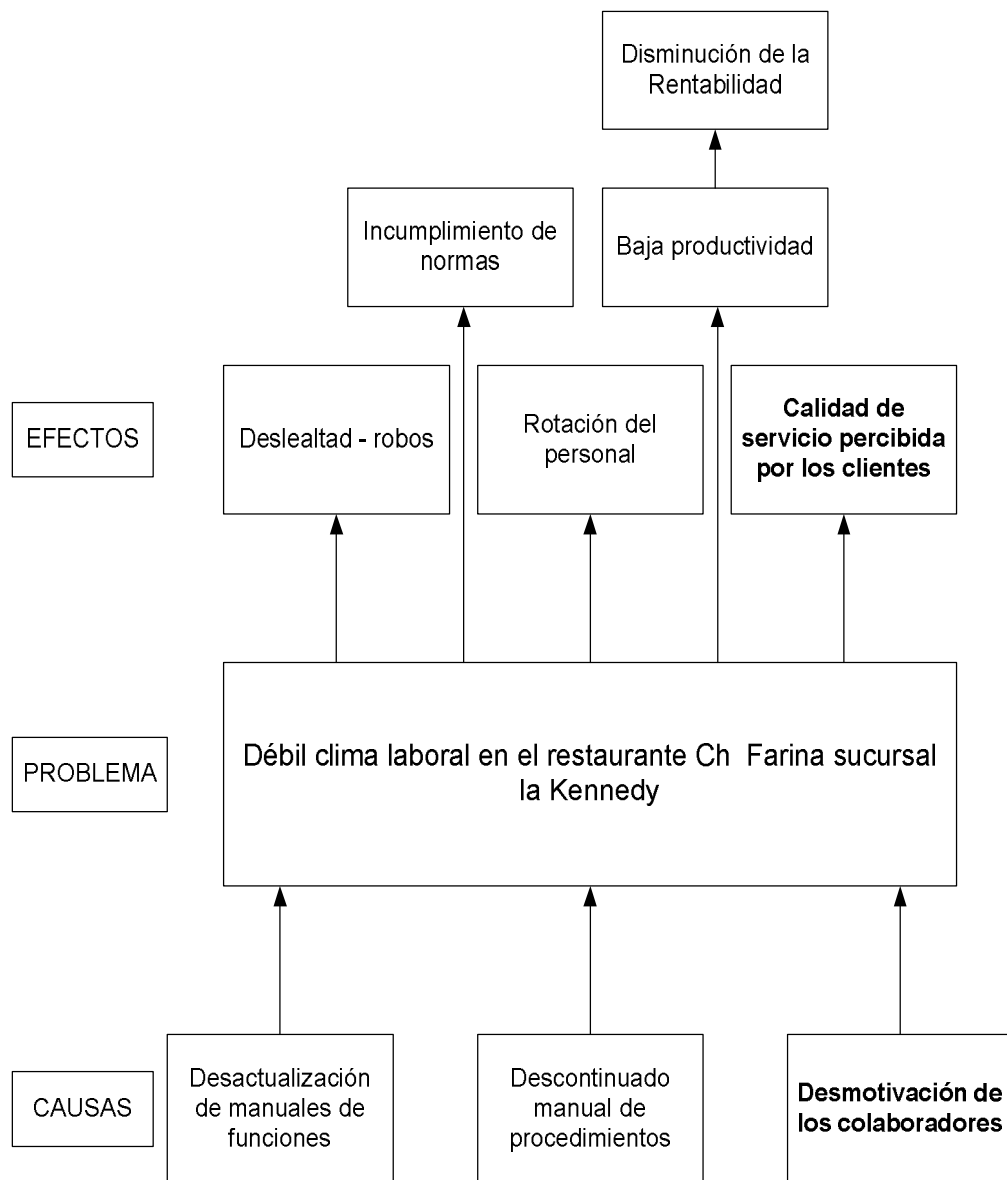 Disminución de la
Rentabilidad
Incumplimiento de
normas
Baja productividad
EFECTOS
Deslealtad - robos
Rotación del
personal
Calidad de
servicio percibida
por los clientes
PROBLEMA
Débil clima laboral en el restaurante Ch Farina sucursal
la Kennedy
CAUSAS
Desactualización
de manuales de
funciones
Descontinuado
manual de
procedimientos
Desmotivación de
los colaboradores